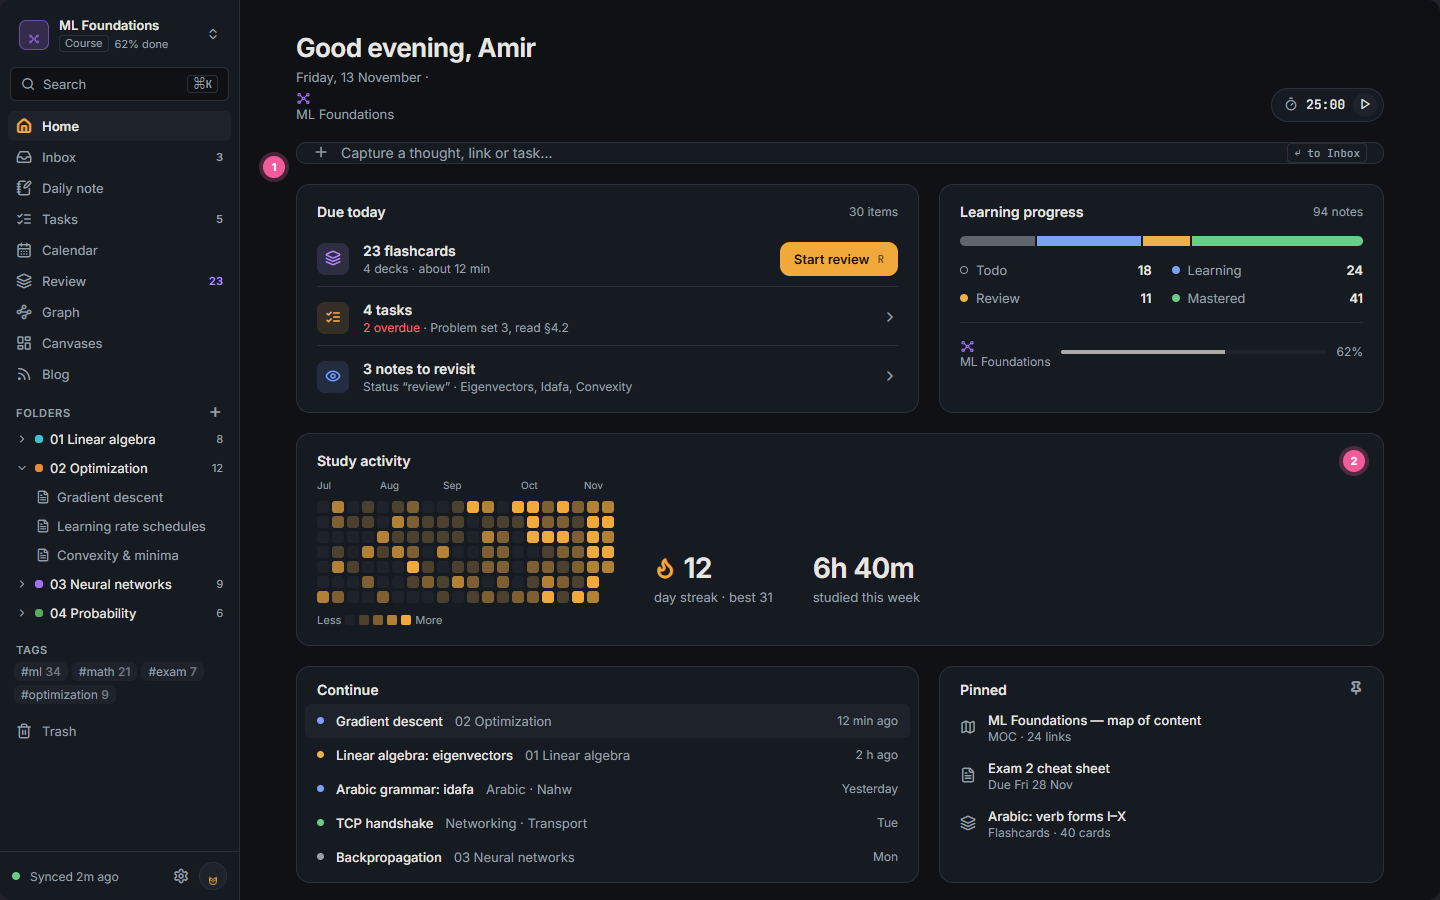 ML Foundations
Course 62% done
Search ⌘K
Home
Inbox 3
Daily note
Tasks 5
Calendar
Review 23
Graph
Canvases
Blog
FOLDERS
01 Linear algebra 8
02 Optimization 12
Gradient descent
Learning rate schedules
Convexity & minima
03 Neural networks 9
04 Probability 6
TAGS
#ml 34 #math 21 #exam 7
#optimization 9
Trash
Synced 2m ago
Good evening, Amir
Friday, 13 November ·
ML Foundations
25:00
1
Capture a thought, link or task... ↲ to Inbox
Due today 30 items
23 flashcards
4 decks · about 12 min
Start review R
4 tasks
2 overdue · Problem set 3, read §4.2
3 notes to revisit
Status “review” · Eigenvectors, Idafa, Convexity
Learning progress 94 notes
Todo 18 Learning 24
Review 11 Mastered 41
ML Foundations 62%
Study activity 2
Jul Aug Sep Oct Nov
12
day streak · best 31
6h 40m
studied this week
Less More
Continue
Gradient descent 02 Optimization 12 min ago
Linear algebra: eigenvectors 01 Linear algebra 2 h ago
Arabic grammar: idafa Arabic · Nahw Yesterday
TCP handshake Networking · Transport Tue
Backpropagation 03 Neural networks Mon
Pinned
ML Foundations — map of content
MOC · 24 links
Exam 2 cheat sheet
Due Fri 28 Nov
Arabic: verb forms I–X
Flashcards · 40 cards